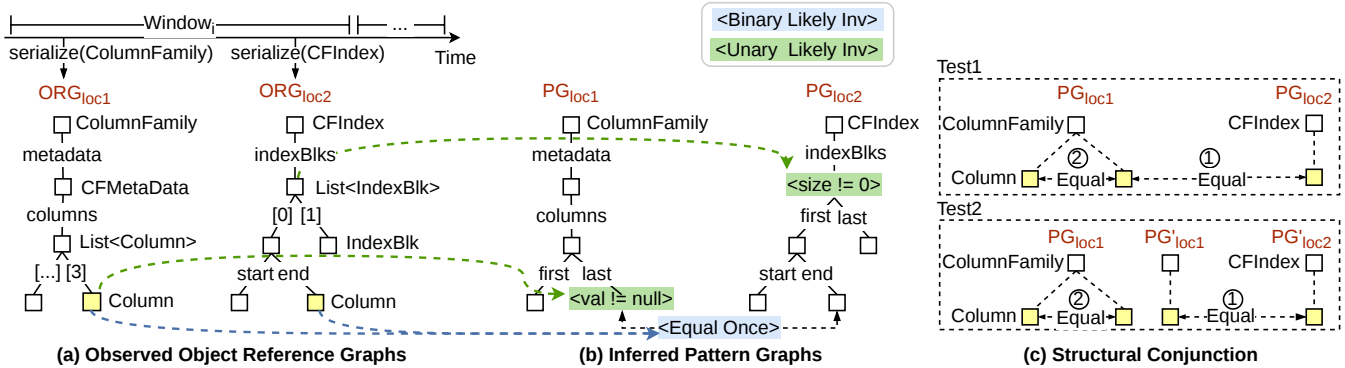 Window_i
...
serialize(ColumnFamily)
serialize(CFIndex)
Time
<Binary Likely Inv>
<Unary Likely Inv>
ORG_loc1
ColumnFamily
metadata
CFMetaData
columns
List<Column>
[...] [3]
Column
ORG_loc2
CFIndex
indexBlks
List<IndexBlk>
[0] [1]
IndexBlk
start end
Column
(a) Observed Object Reference Graphs
PG_loc1
ColumnFamily
metadata
columns
first last
<val != null>
<Equal Once>
PG_loc2
CFIndex
indexBlks
<size != 0>
first last
start end
(b) Inferred Pattern Graphs
Test1
PG_loc1
PG_loc2
ColumnFamily
CFIndex
② ①
Column
Equal
Equal
Test2
PG_loc1
PG'_loc1
PG'_loc2
ColumnFamily
CFIndex
② ①
Column
Equal
Equal
(c) Structural Conjunction